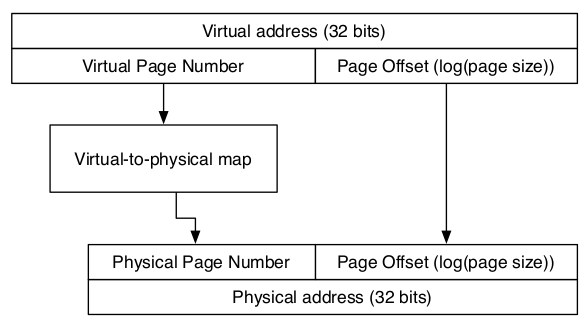 Virtual address (32 bits)
Virtual Page Number Page Offset (log(page size))
Virtual-to-physical map
Physical Page Number Page Offset (log(page size))
Physical address (32 bits)